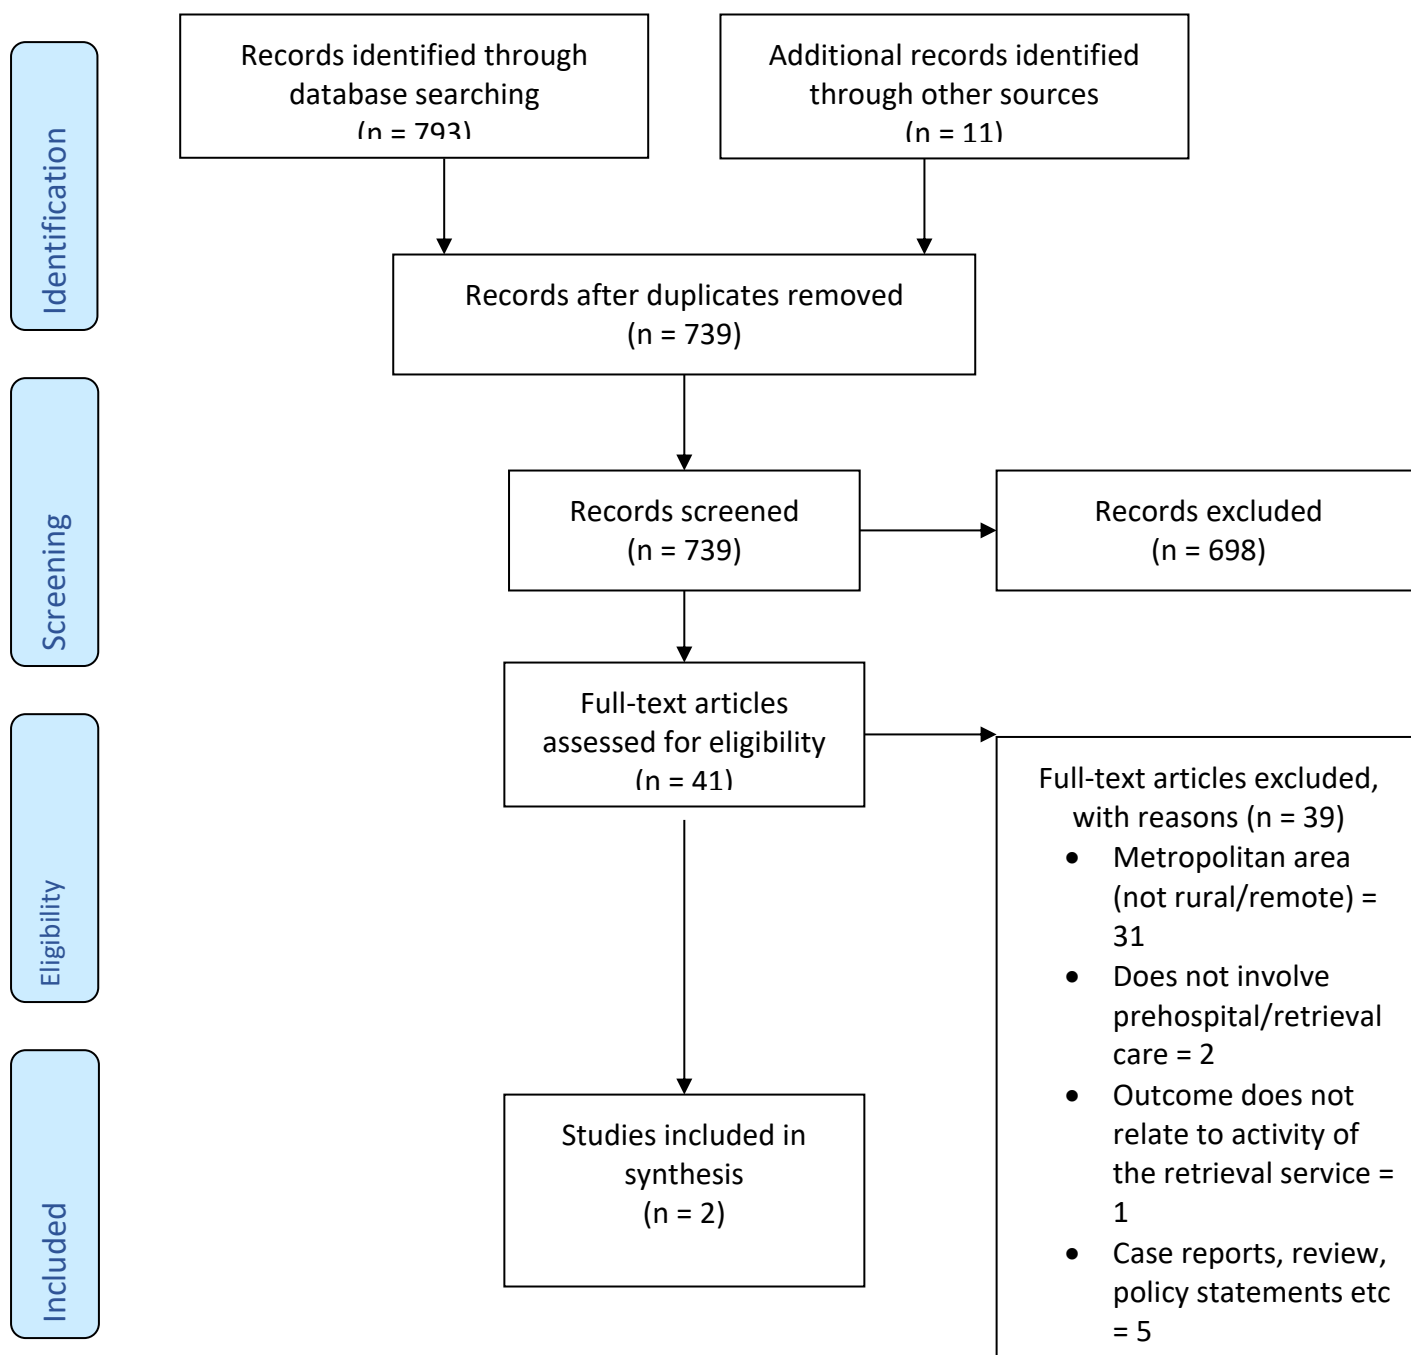 Identification
Records identified through
database searching
(n = 793)
Additional records identified
through other sources
(n = 11)
Records after duplicates removed
(n = 739)
Screening
Records screened
(n = 739)
Records excluded
(n = 698)
Eligibility
Full-text articles
assessed for eligibility
(n = 41)
Full-text articles excluded,
with reasons (n = 39)
• Metropolitan area
(not rural/remote) =
31
• Does not involve
prehospital/retrieval
care = 2
• Outcome does not
relate to activity of
the retrieval service =
1
• Case reports, review,
policy statements etc
= 5
Included
Studies included in
synthesis
(n = 2)